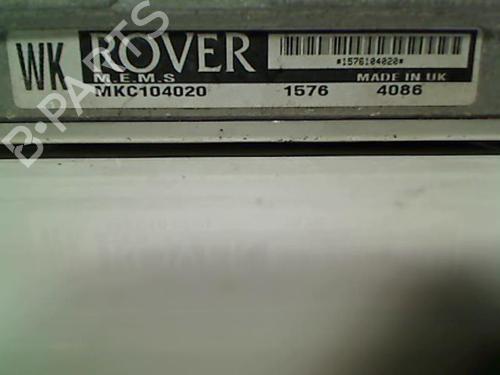 WK ROVER
M.E.M.S
*1576104020*
MADE IN UK
MKC104020 1576 4086
B-PARTS